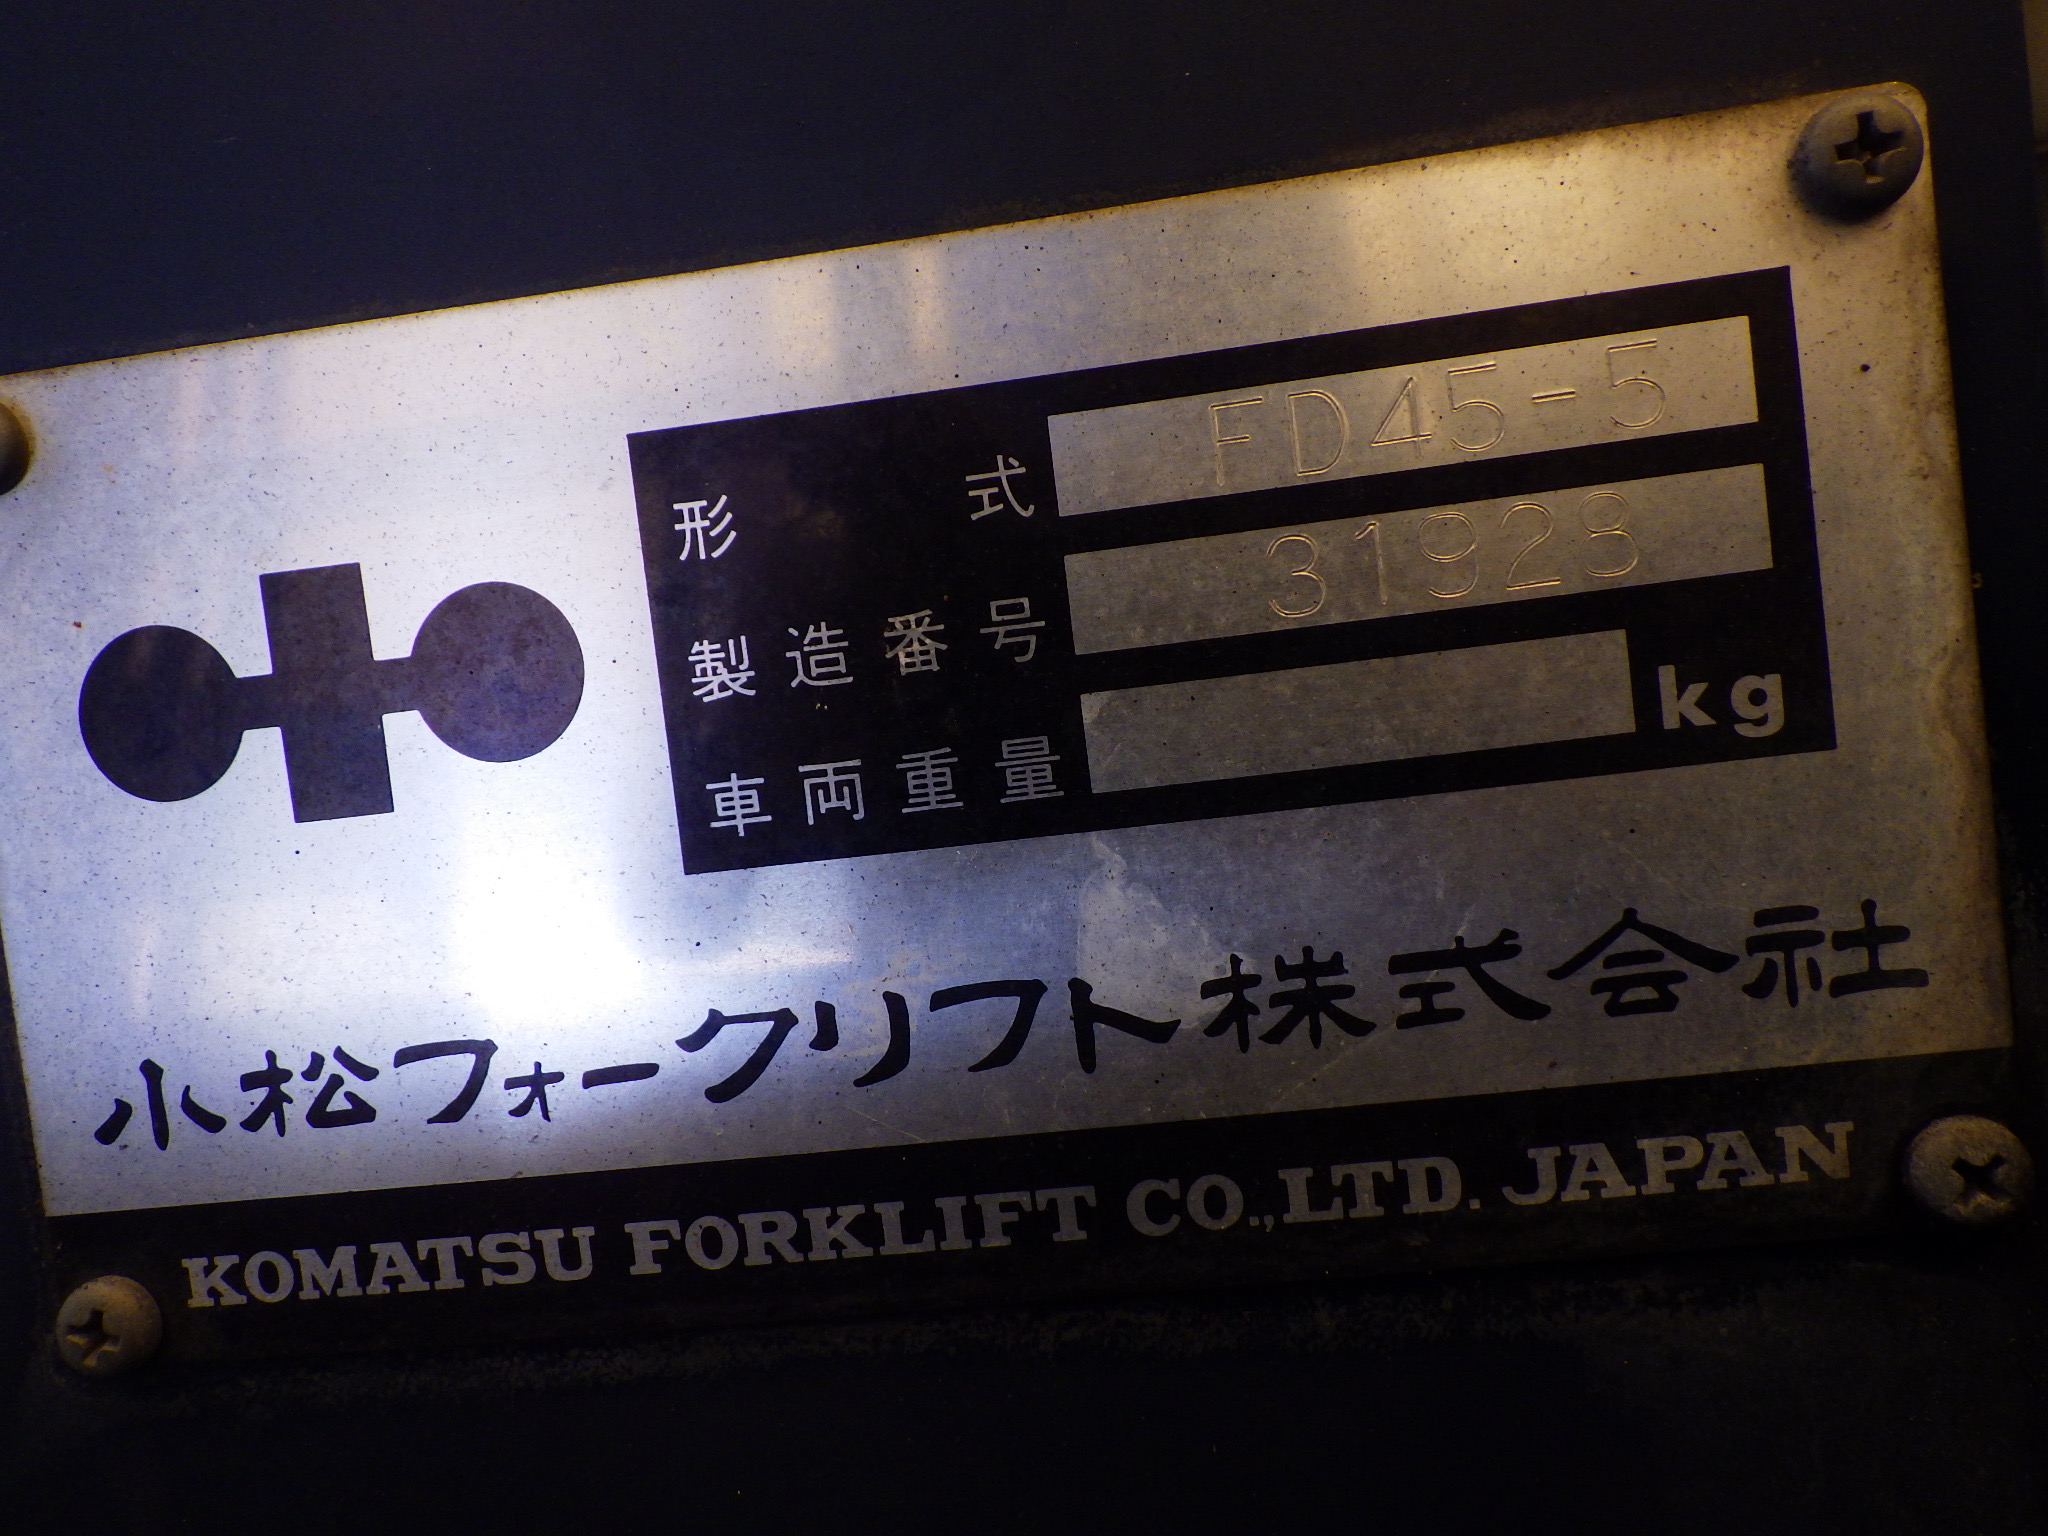 形式 FD45-5
製造番号 31928
車両重量 kg
小松フォークリフト株式会社
KOMATSU FORKLIFT CO.,LTD. JAPAN